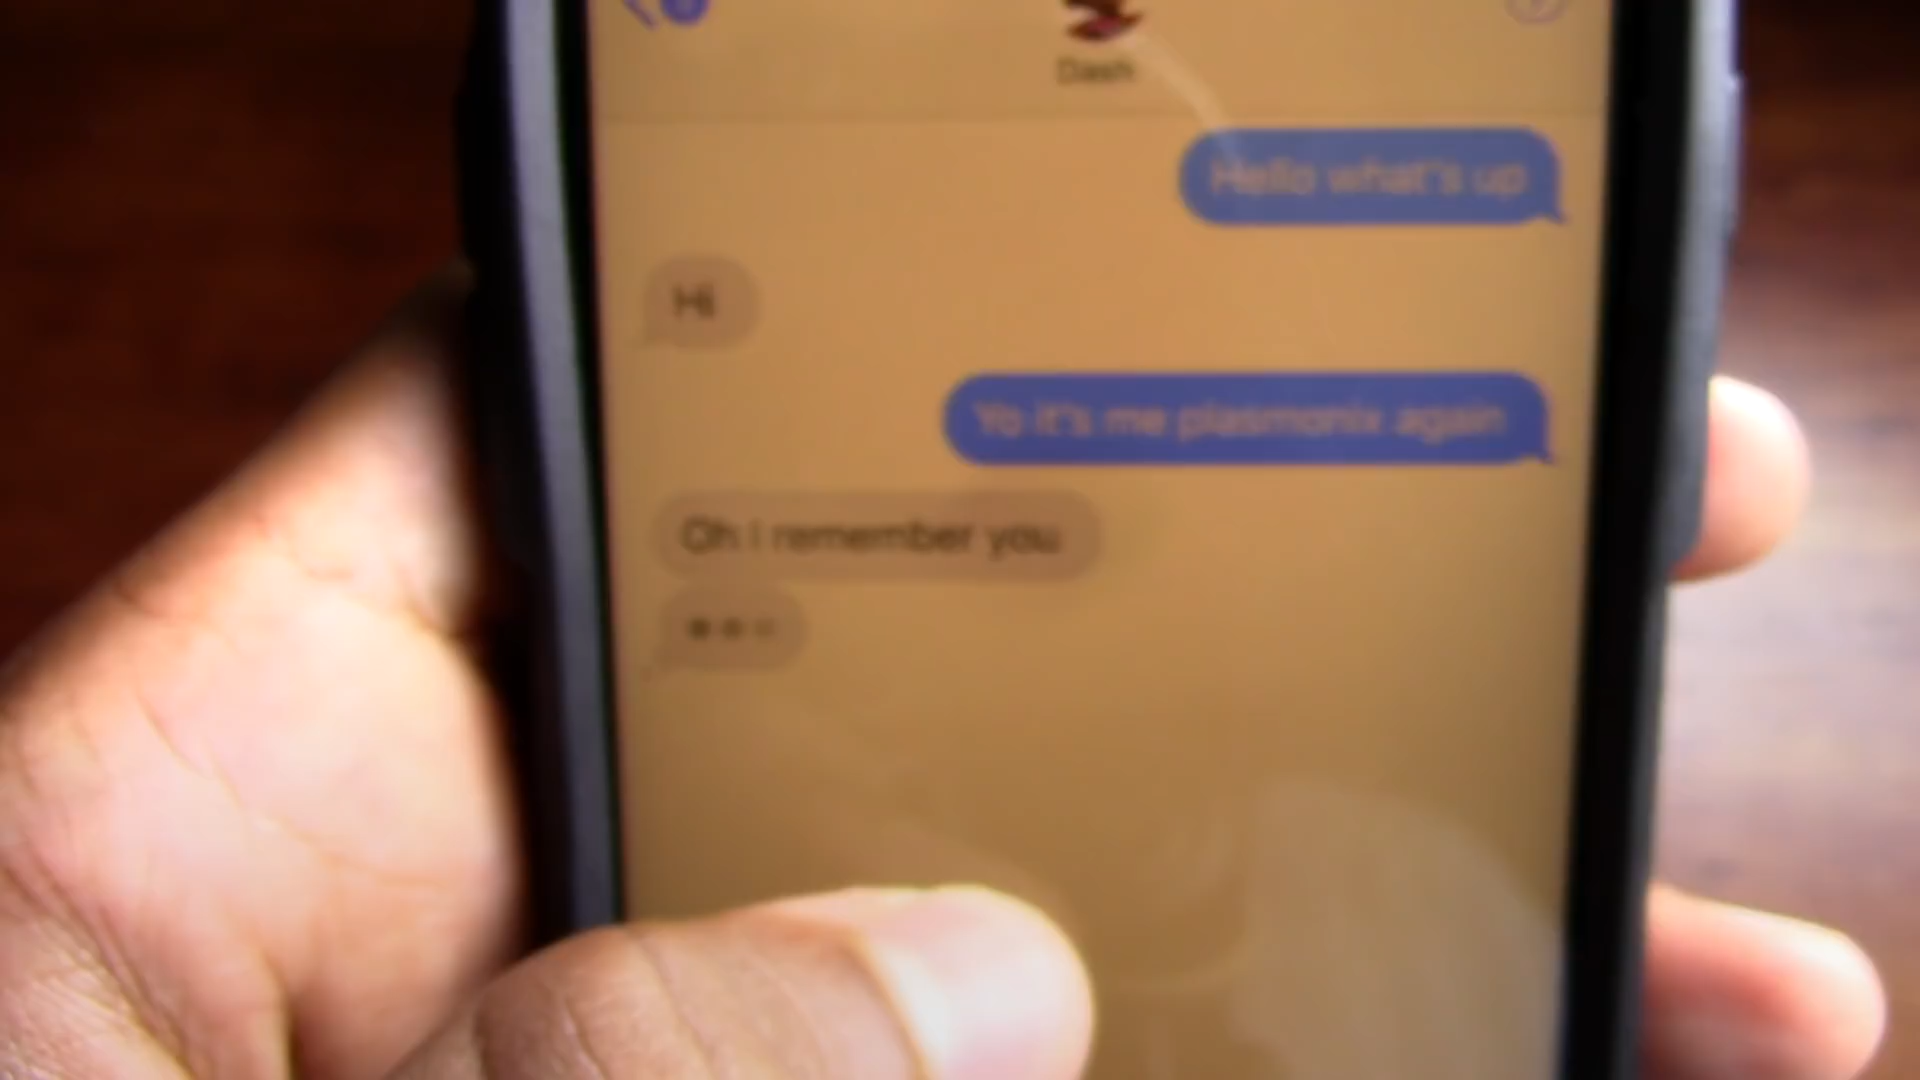 Dash
Hello what's up
Hi
Yo it's me plasmonix again
Oh I remember you